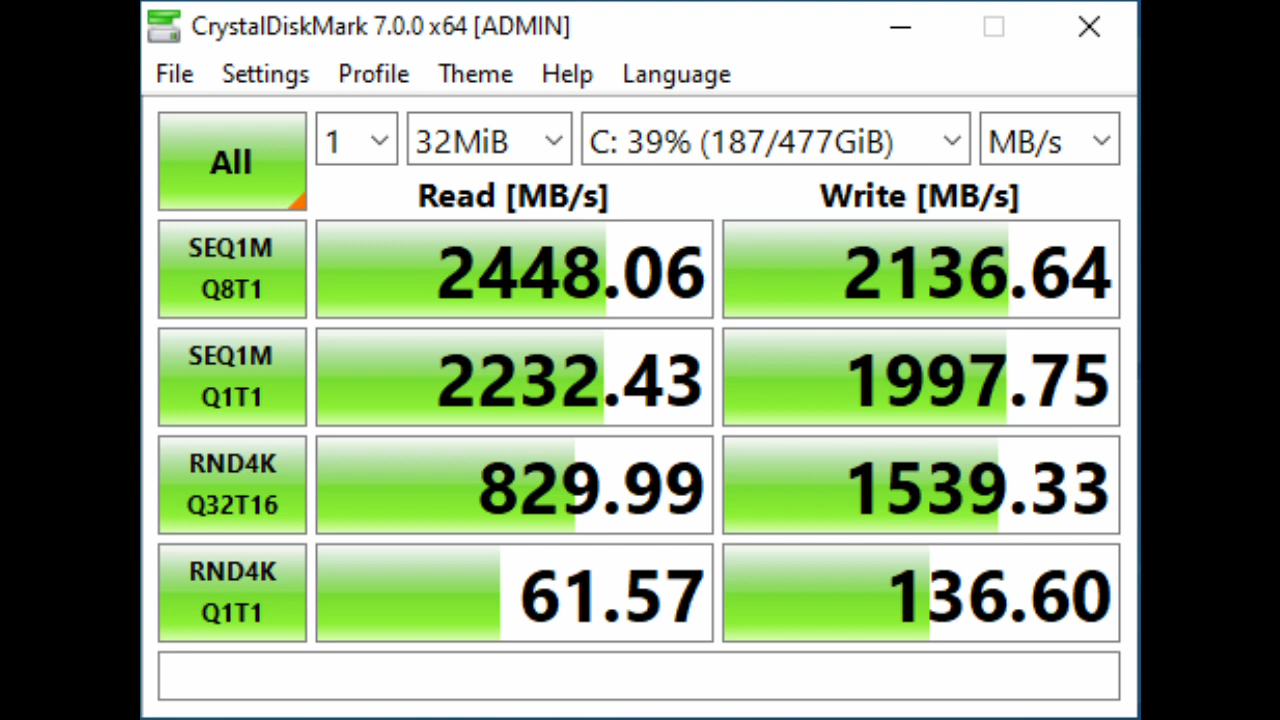 CrystalDiskMark 7.0.0 x64 [ADMIN]
File Settings Profile Theme Help Language
All 1 32MiB C: 39% (187/477GiB) MB/s
Read [MB/s] Write [MB/s]
SEQ1M
Q8T1
2448.06 2136.64
SEQ1M
Q1T1
2232.43 1997.75
RND4K
Q32T16
829.99 1539.33
RND4K
Q1T1
61.57 136.60